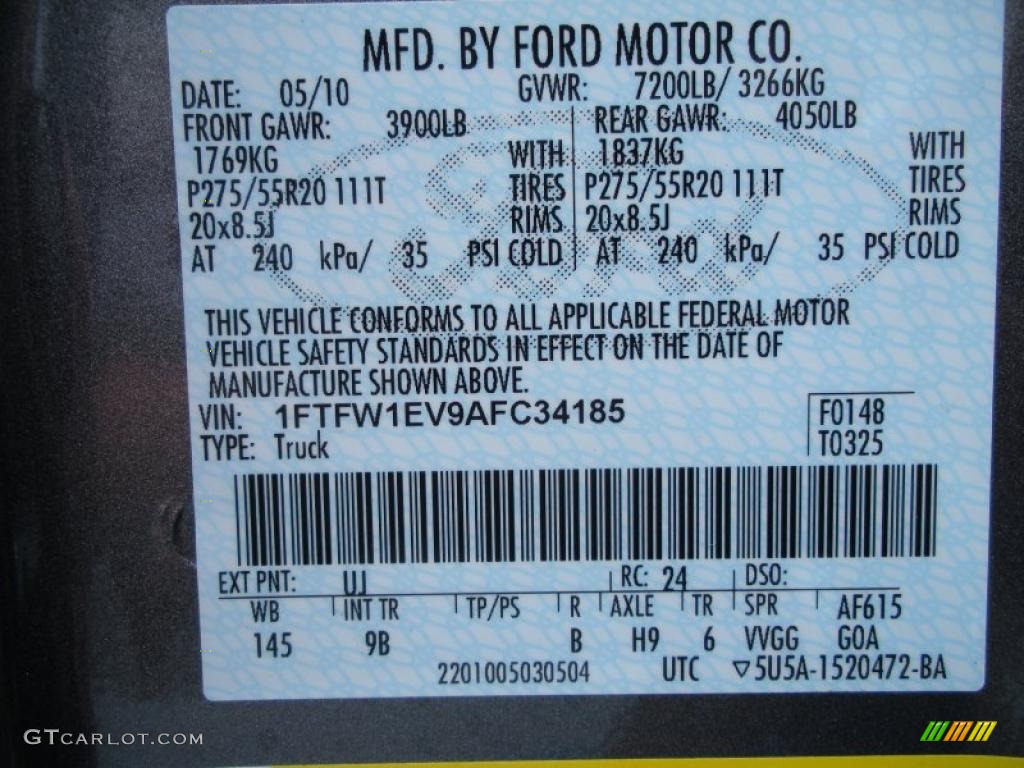 MFD. BY FORD MOTOR CO.
DATE: 05/10 GVWR: 7200LB/ 3266KG
FRONT GAWR: 3900LB REAR GAWR: 4050LB
1769KG WITH 1837KG WITH
P275/55R20 111T TIRES P275/55R20 111T TIRES
20x8.5J RIMS 20x8.5J RIMS
AT 240 kPa/ 35 PSI COLD AT 240 kPa/ 35 PSI COLD
THIS VEHICLE CONFORMS TO ALL APPLICABLE FEDERAL MOTOR
VEHICLE SAFETY STANDARDS IN EFFECT ON THE DATE OF
MANUFACTURE SHOWN ABOVE.
VIN: 1FTFW1EV9AFC34185 F0148
TYPE: Truck T0325
EXT PNT: UJ RC: 24 DSO:
WB INT TR TP/PS R AXLE TR SPR AF615
145 9B B H9 6 VVGG GOA
2201005030504 UTC ▽5U5A-1520472-BA
GTCARLOT.COM